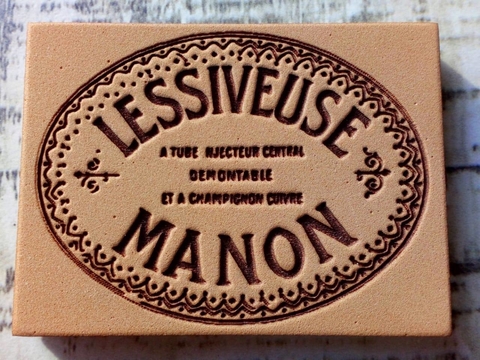 LESSIVEUSE
A TUBE INJECTEUR CENTRAL
DEMONTABLE
ET A CHAMPIGNON CUIVRE
MANON